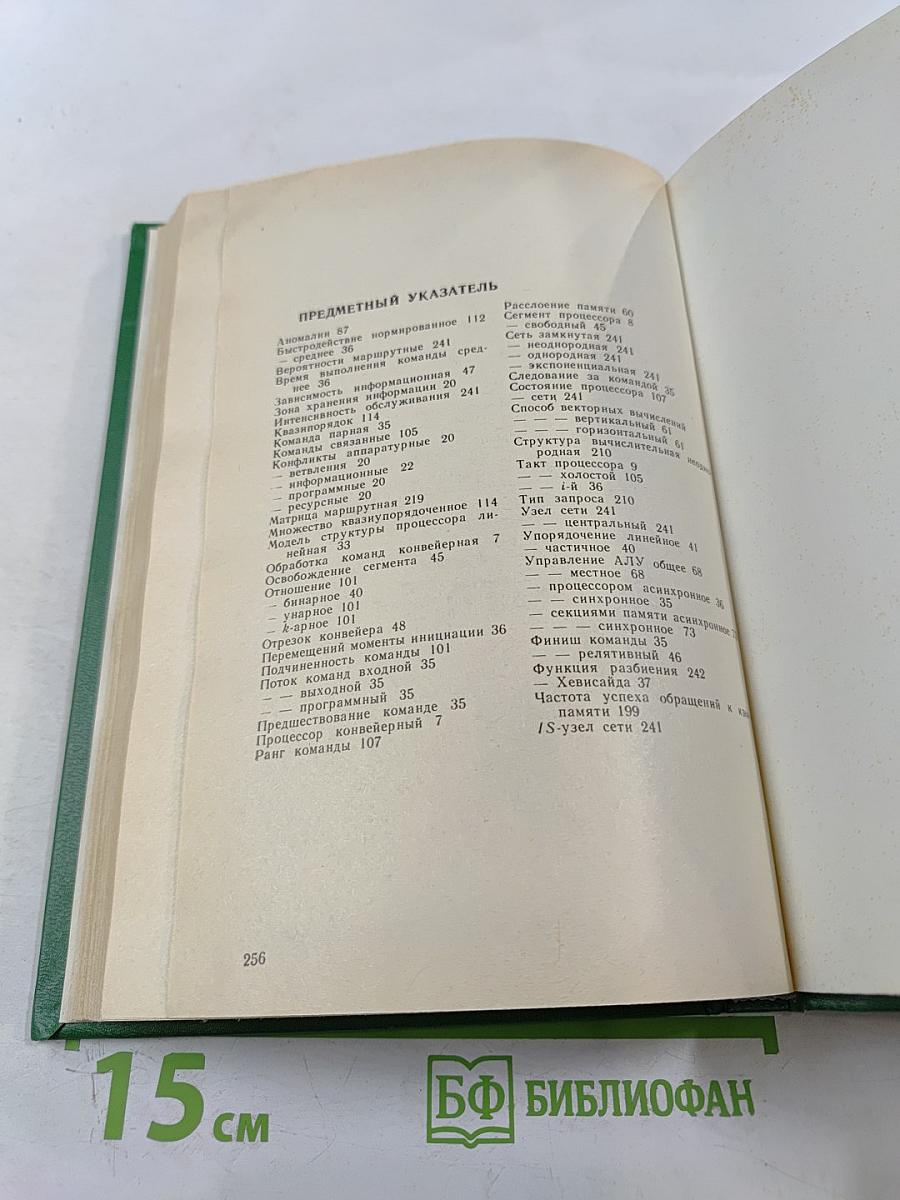 ПРЕДМЕТНЫЙ УКАЗАТЕЛЬ
Аномалии 87
Быстродействие нормированное 112
— среднее 36
Вероятности маршрутные 241
Время выполнения команды сред-
нее 36
Зависимость информационная 47
Зона хранения информации 20
Интенсивность обслуживания 241
Квазипорядок 114
Команда парная 35
Команды связанные 105
Конфликты аппаратурные 20
— ветвления 20
— информационные 22
— программные 20
— ресурсные 20
Матрица маршрутная 219
Множество квазиупорядоченное 114
Модель структуры процессора ли-
нейная 33
Обработка команд конвейерная 7
Освобождение сегмента 45
Отношение 101
— бинарное 40
— унарное 101
— k-арное 101
Отрезок конвейера 48
Перемещений моменты инициации 36
Подчиненность команды 101
Поток команд входной 35
— — выходной 35
— — программный 35
Предшествование команде 35
Процессор конвейерный 7
Ранг команды 107
Расслоение памяти 60
Сегмент процессора 8
— свободный 45
Сеть замкнутая 241
— неоднородная 241
— однородная 241
— экспоненциальная 241
Следование за командой 35
Состояние процессора 107
— сети 241
Способ векторных вычислений
— — — вертикальный 61
— — — горизонтальный 61
Структура вычислительная
родная 210
Такт процессора 9
— — холостой 105
— — i-й 36
Тип запроса 210
Узел сети 241
— — центральный 241
Упорядочение линейное 41
— частичное 40
Управление АЛУ общее 68
— — местное 68
— процессором асинхронное 36
— — синхронное 35
— секциями памяти асинхронное
— — — синхронное 73
Финиш команды 35
— — релятивный 46
Функция разбиения 242
— Хевисайда 37
Частота успеха обращений к
памяти 199
IS-узел сети 241
256
15 см
БФ БИБЛИОФАН